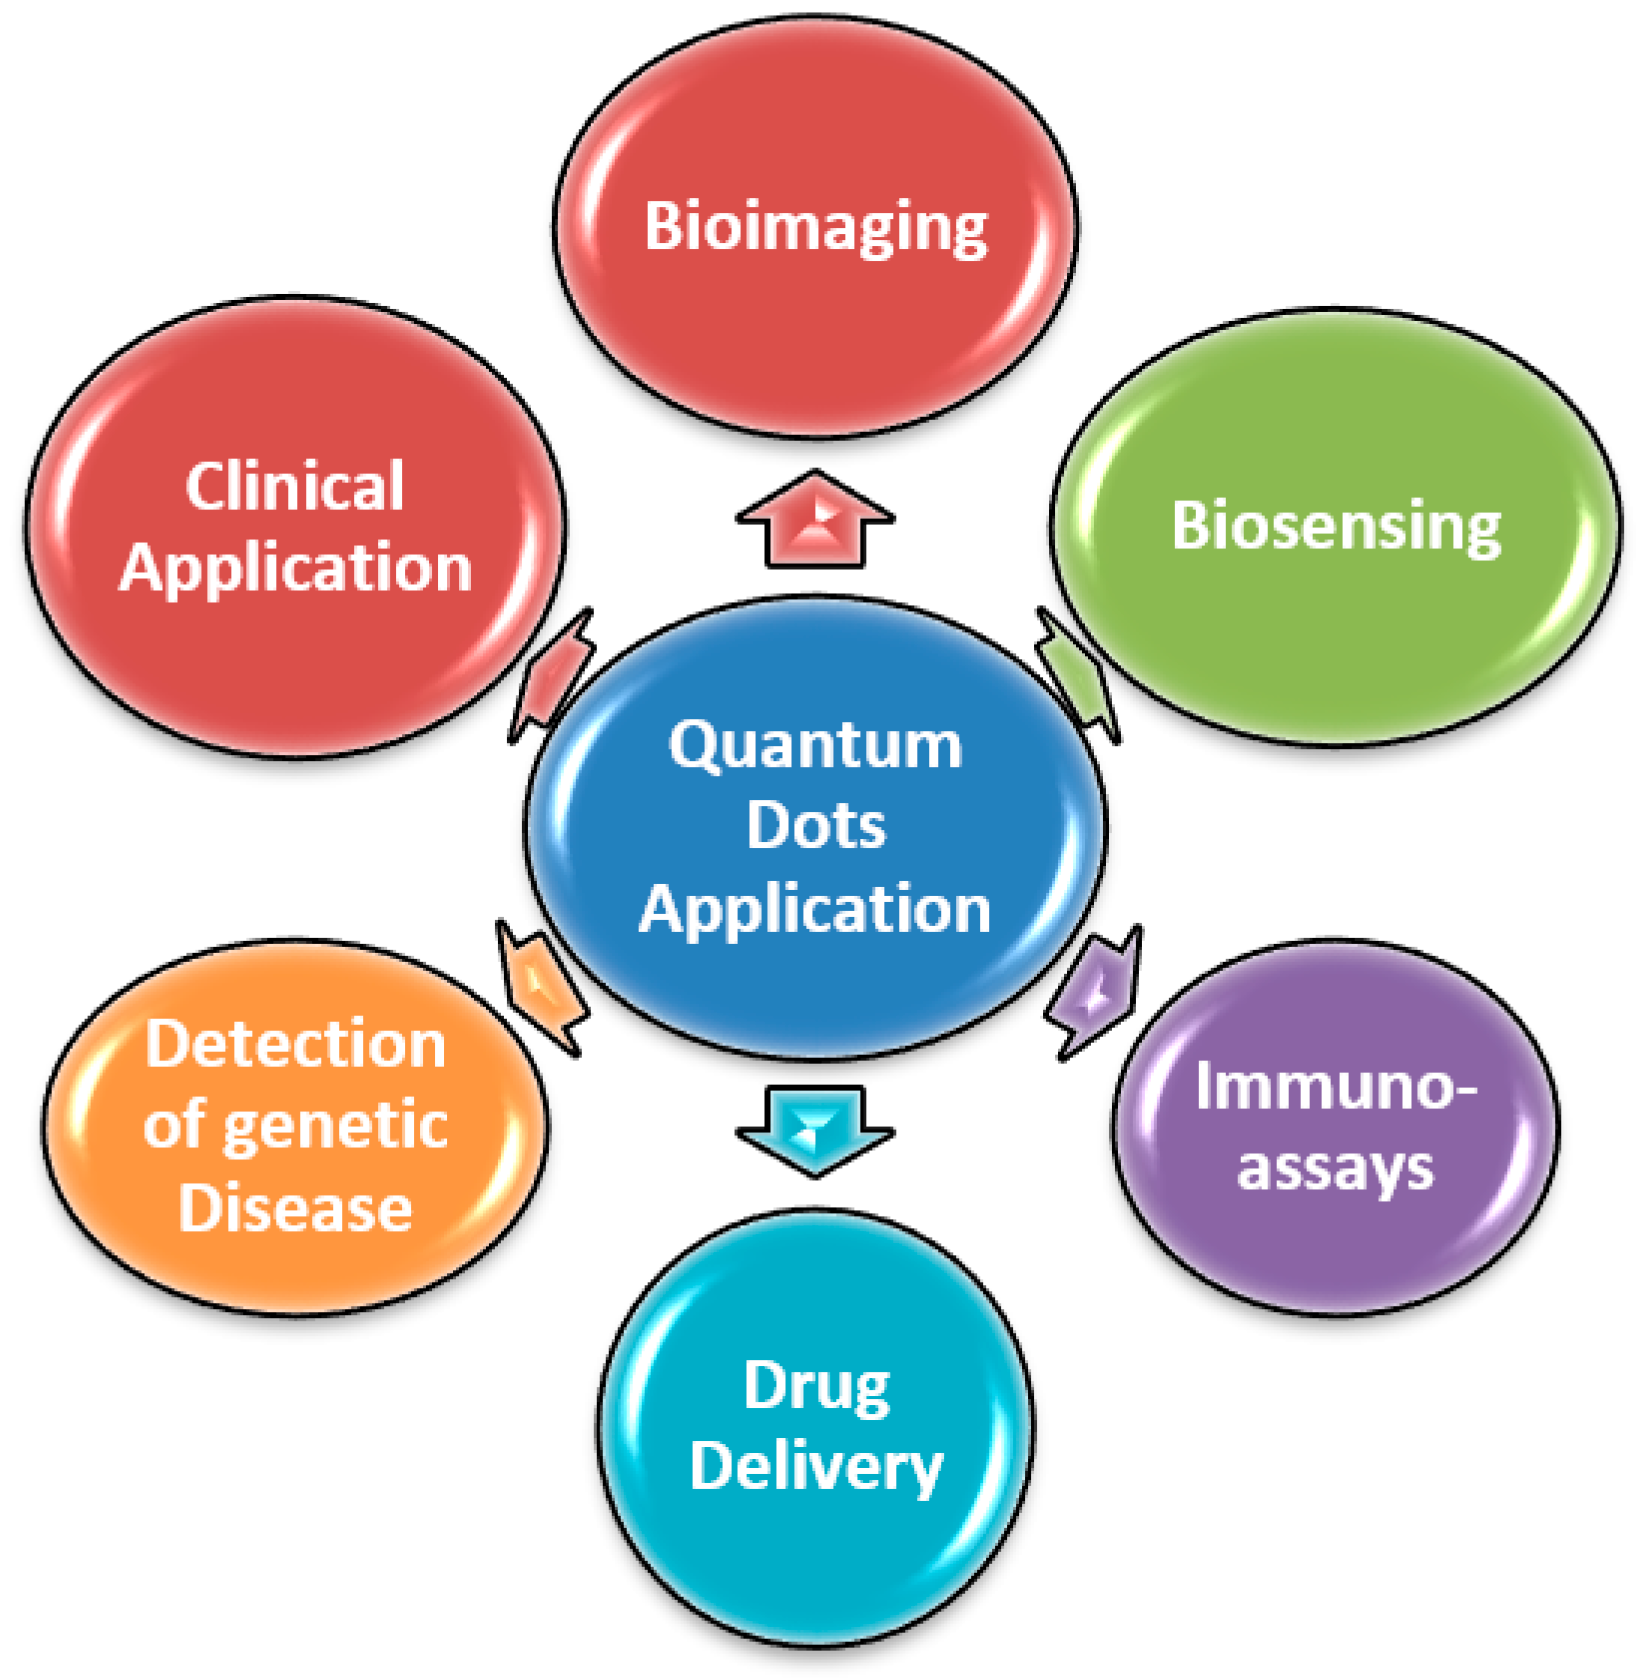 Bioimaging
Clinical
Application
Biosensing
Quantum
Dots
Application
Detection
of genetic
Disease
Immuno-
assays
Drug
Delivery